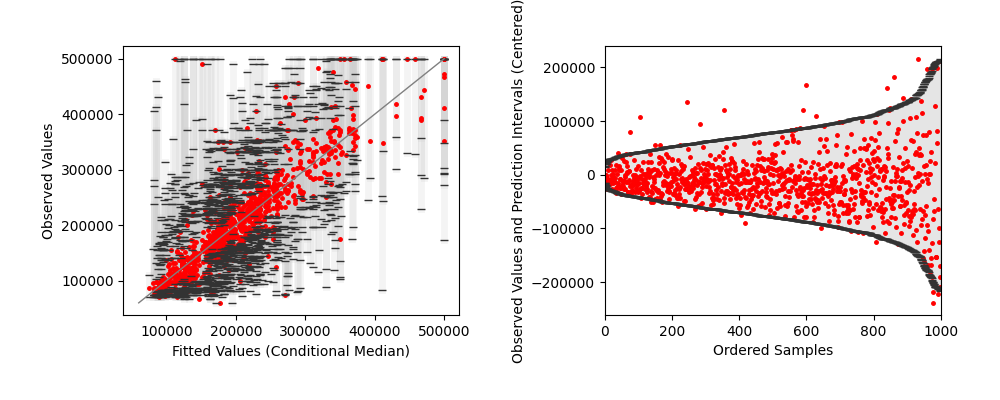 Observed Values
500000
400000
300000
200000
100000
100000 200000 300000 400000 500000
Fitted Values (Conditional Median)
Observed Values and Prediction Intervals (Centered)
200000
100000
0
−100000
−200000
0 200 400 600 800 1000
Ordered Samples